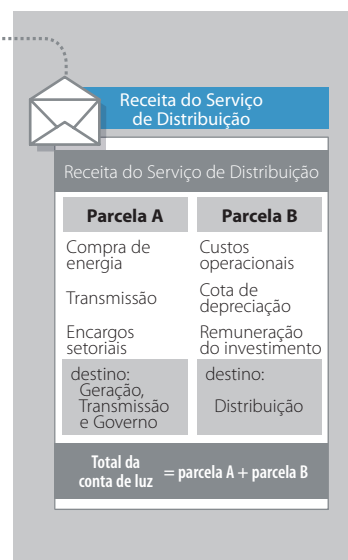 Receita do Serviço
de Distribuição
Receita do Serviço de Distribuição
Parcela A
Parcela B
Compra de
energia
Custos
operacionais
Transmissão
Cota de
depreciação
Encargos
setoriais
Remuneração
do investimento
destino:
Geração,
Transmissão
e Governo
destino:
Distribuição
Total da
conta de luz
= parcela A + parcela B